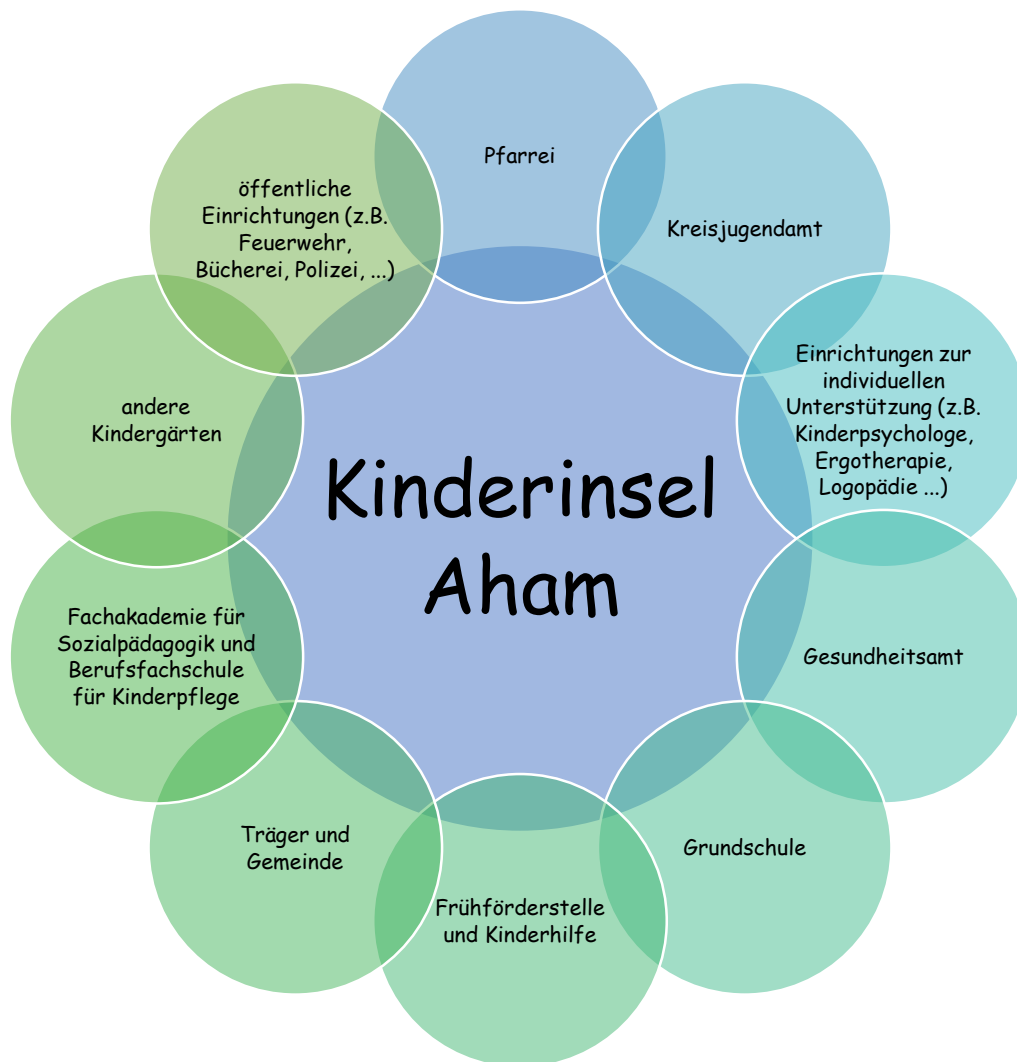 Pfarrei
Kreisjugendamt
Einrichtungen zur
individuellen
Unterstützung (z.B.
Kinderpsychologe,
Ergotherapie,
Logopädie ...)
Gesundheitsamt
Grundschule
Frühförderstelle
und Kinderhilfe
Träger und
Gemeinde
Fachakademie für
Sozialpädagogik und
Berufsfachschule
für Kinderpflege
andere
Kindergärten
öffentliche
Einrichtungen (z.B.
Feuerwehr,
Bücherei, Polizei, ...)
Kinderinsel
Aham